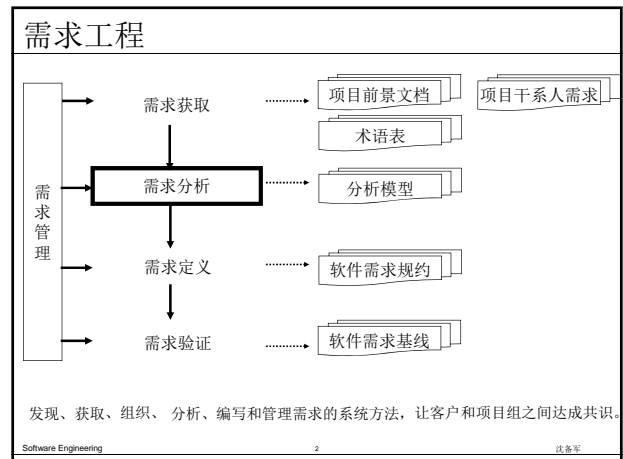 需求工程
需求管理
需求获取
项目前景文档
项目干系人需求
术语表
需求分析
分析模型
需求定义
软件需求规约
需求验证
软件需求基线
发现、获取、组织、 分析、编写和管理需求的系统方法，让客户和项目组之间达成共识。
Software Engineering 2 沈备军